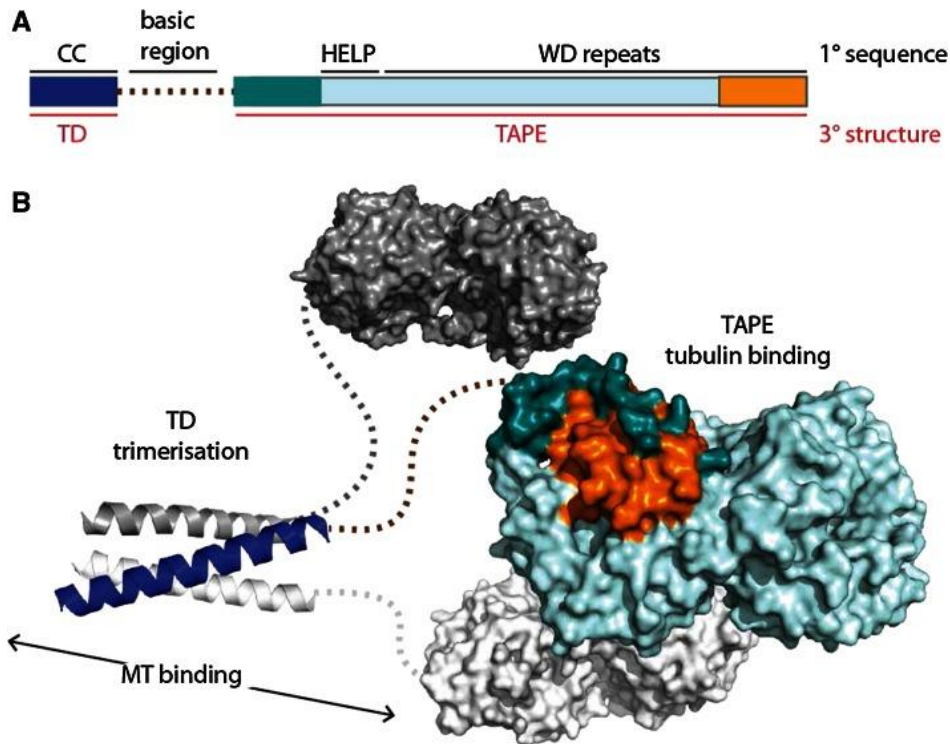 A
basic
region
CC
HELP
WD repeats
1° sequence
TD
TAPE
3° structure
B
TAPE
tubulin binding
TD
trimerisation
MT binding